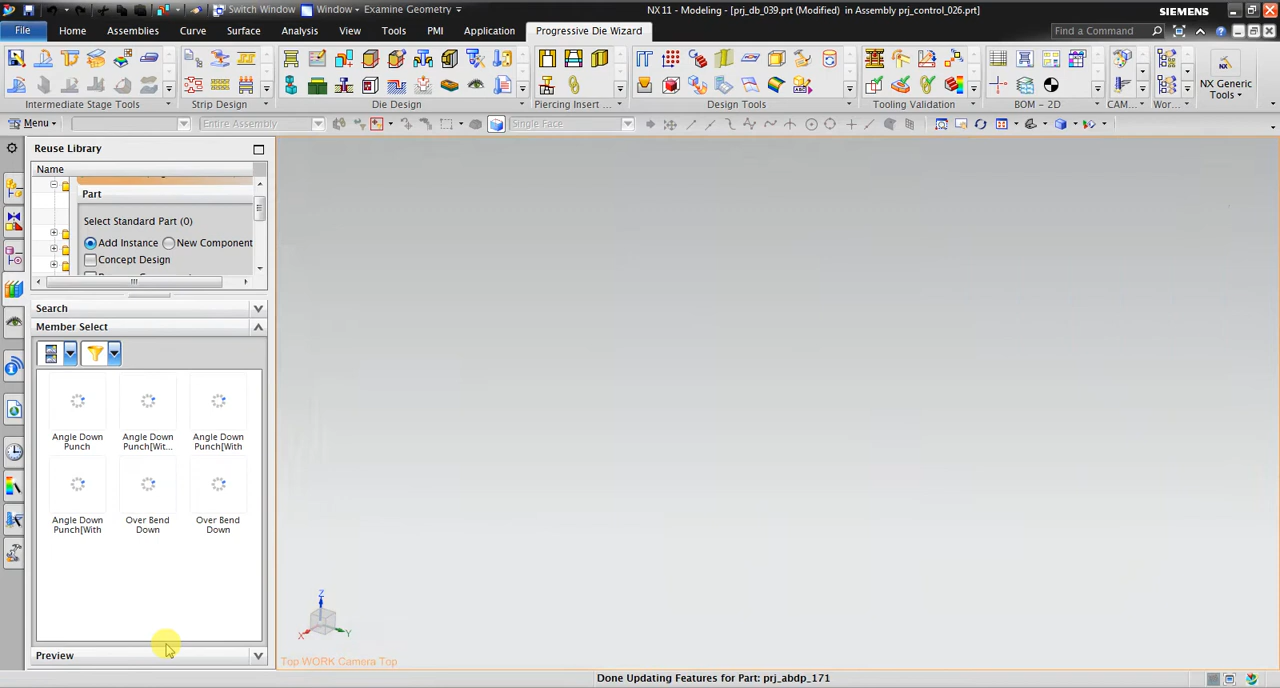 Switch Window
Window
Examine Geometry
NX 11 - Modeling - [prj_db_039.prt (Modified) in Assembly prj_control_026.prt]
SIEMENS
File
Home
Assemblies
Curve
Surface
Analysis
View
Tools
PMI
Application
Progressive Die Wizard
Find a Command
Intermediate Stage Tools
Strip Design
Die Design
Piercing Insert ...
Design Tools
Tooling Validation
BOM - 2D
CAM...
Wor...
NX Generic
Tools
Menu
Entire Assembly
Single Face
Reuse Library
Name
Part
Select Standard Part (0)
Add Instance
New Component
Concept Design
Search
Member Select
Angle Down
Punch
Angle Down
Punch[Wit...
Angle Down
Punch[With
Angle Down
Punch[With
Over Bend
Down
Over Bend
Down
Preview
Z
X
Y
Top WORK Camera Top
Done Updating Features for Part: prj_abdp_171